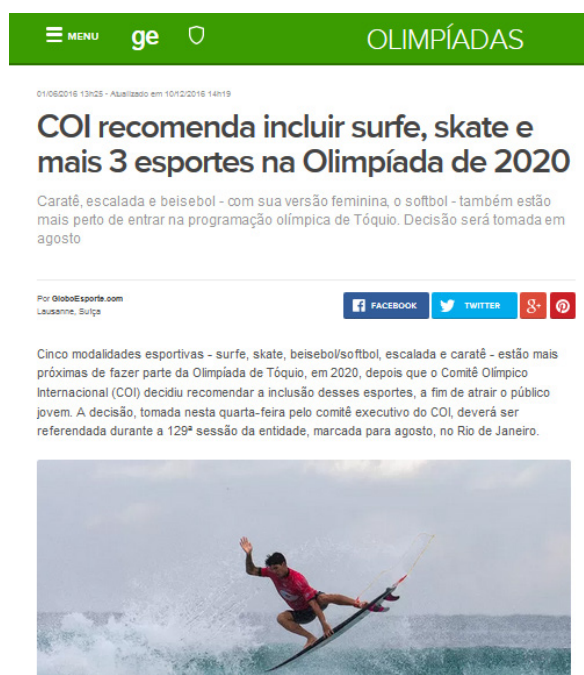 MENU ge OLIMPÍADAS
01/06/2016 13h25 - Atualizado em 10/12/2016 14h19
COI recomenda incluir surfe, skate e
mais 3 esportes na Olimpíada de 2020
Caratê, escalada e beisebol - com sua versão feminina, o softbol - também estão
mais perto de entrar na programação olímpica de Tóquio. Decisão será tomada em
agosto
Por GloboEsporte.com
Lausanne, Suíça
FACEBOOK TWITTER g+
Cinco modalidades esportivas - surfe, skate, beisebol/softbol, escalada e caratê - estão mais
próximas de fazer parte da Olimpíada de Tóquio, em 2020, depois que o Comitê Olímpico
Internacional (COI) decidiu recomendar a inclusão desses esportes, a fim de atrair o público
jovem. A decisão, tomada nesta quarta-feira pelo comitê executivo do COI, deverá ser
referendada durante a 129ª sessão da entidade, marcada para agosto, no Rio de Janeiro.